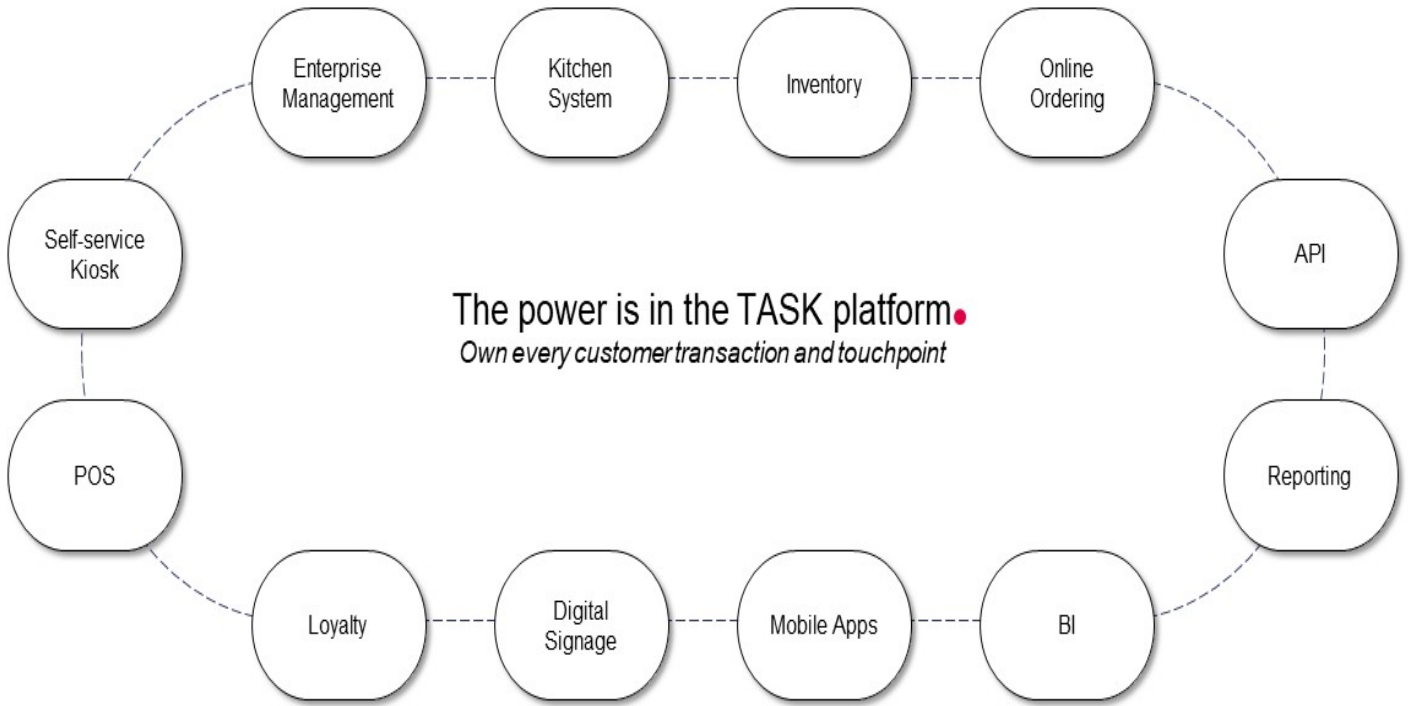 Enterprise
Management
Kitchen
System
Inventory
Online
Ordering
Self-service
Kiosk
API
The power is in the TASK platform.
Own every customer transaction and touchpoint
POS
Reporting
Loyalty
Digital
Signage
Mobile Apps
BI